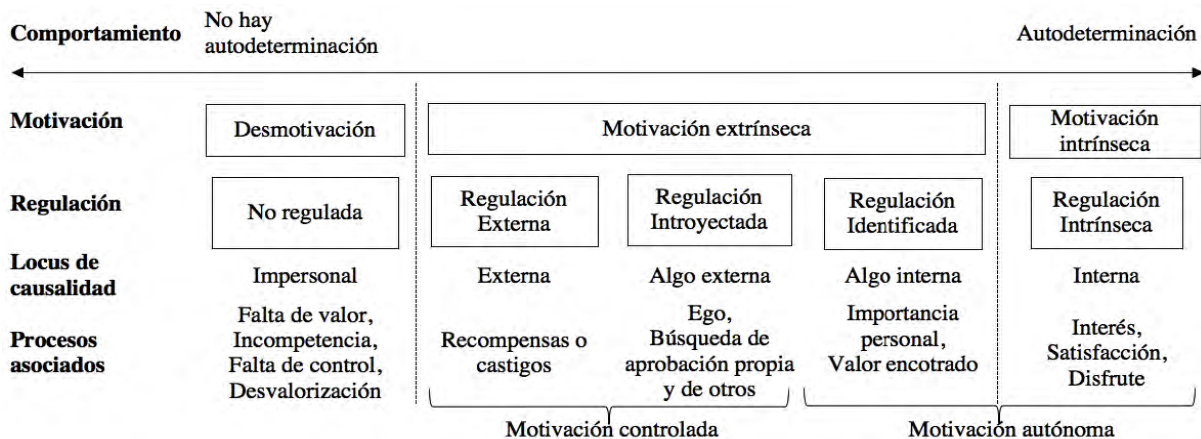 Comportamiento
No hay
autodeterminación
Autodeterminación
Motivación
Desmotivación
Motivación extrínseca
Motivación
intrínseca
Regulación
No regulada
Regulación
Externa
Regulación
Introyectada
Regulación
Identificada
Regulación
Intrínseca
Locus de
causalidad
Impersonal
Externa
Algo externa
Algo interna
Interna
Procesos
asociados
Falta de valor,
Incompetencia,
Falta de control,
Desvalorización
Recompensas o
castigos
Ego,
Búsqueda de
aprobación propia
y de otros
Importancia
personal,
Valor encotrado
Interés,
Satisfacción,
Disfrute
Motivación controlada
Motivación autónoma